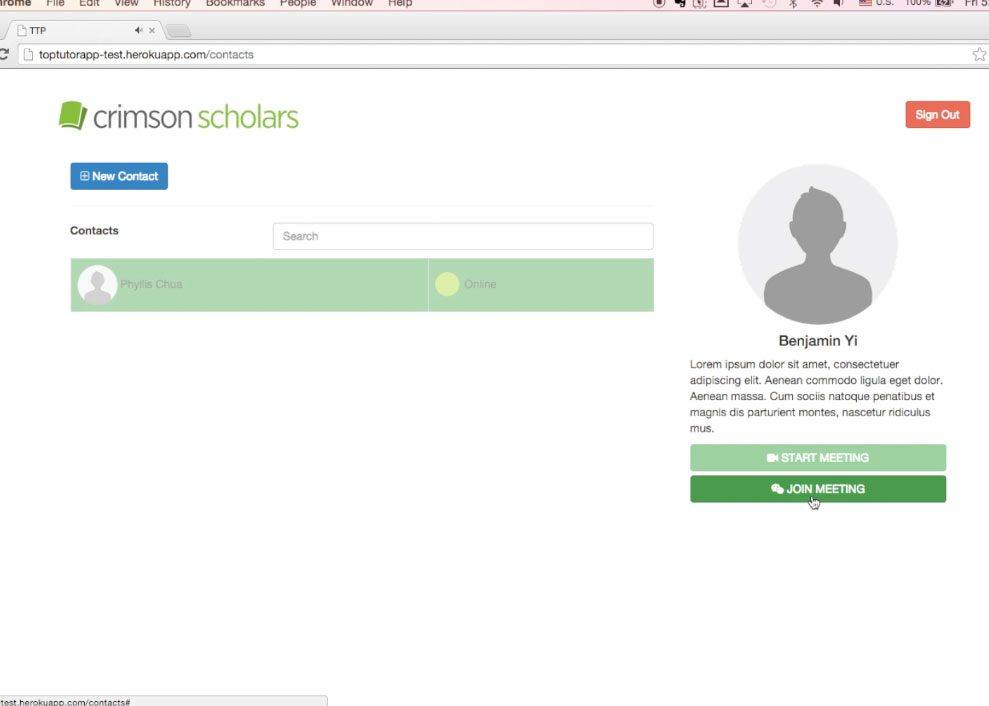 File Edit View History Bookmarks People Window Help U.S. 100% Fri
TTP
toptutorapp-test.herokuapp.com/contacts
crimson scholars
Sign Out
New Contact
Contacts
Search
Phyllis Chua
Online
Benjamin Yi
Lorem ipsum dolor sit amet, consectetuer
adipiscing elit. Aenean commodo ligula eget dolor.
Aenean massa. Cum sociis natoque penatibus et
magnis dis parturient montes, nascetur ridiculus
mus.
START MEETING
JOIN MEETING
test.herokuapp.com/contacts#